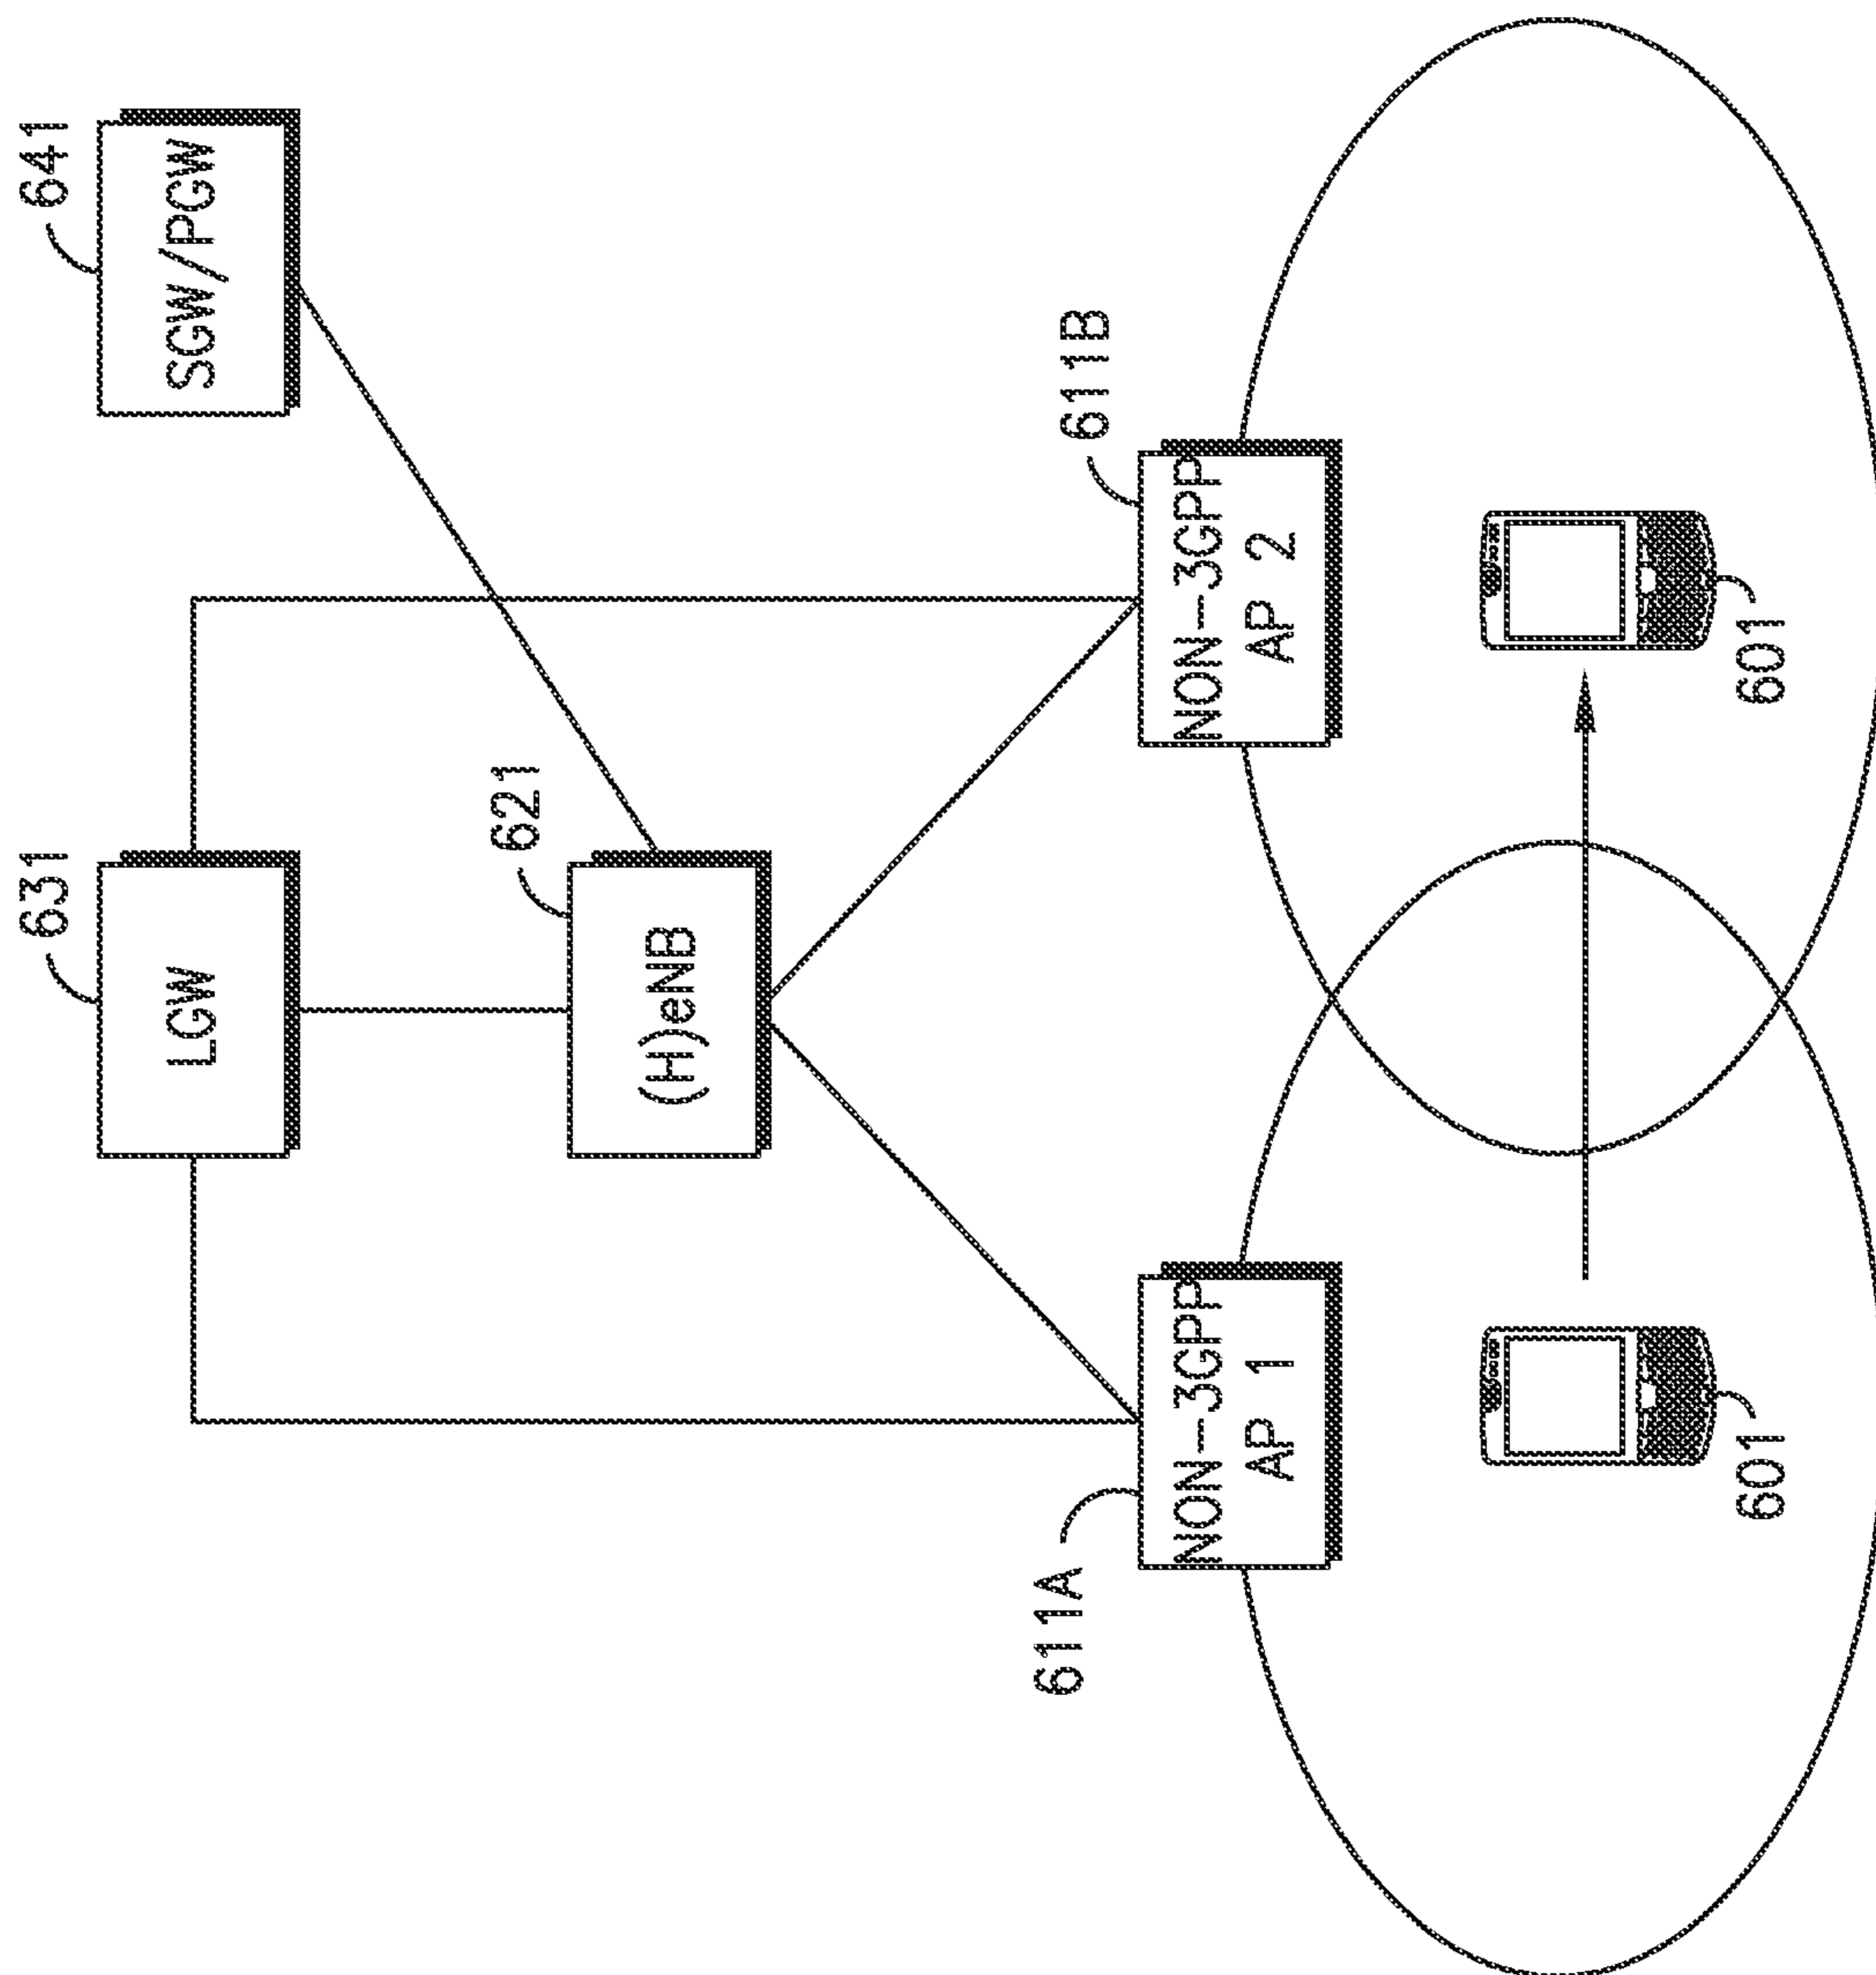 631
LGW
641
SGW/PGW
621
(H)eNB
611A
NON-3GPP
AP 1
611B
NON-3GPP
AP 2
601
601